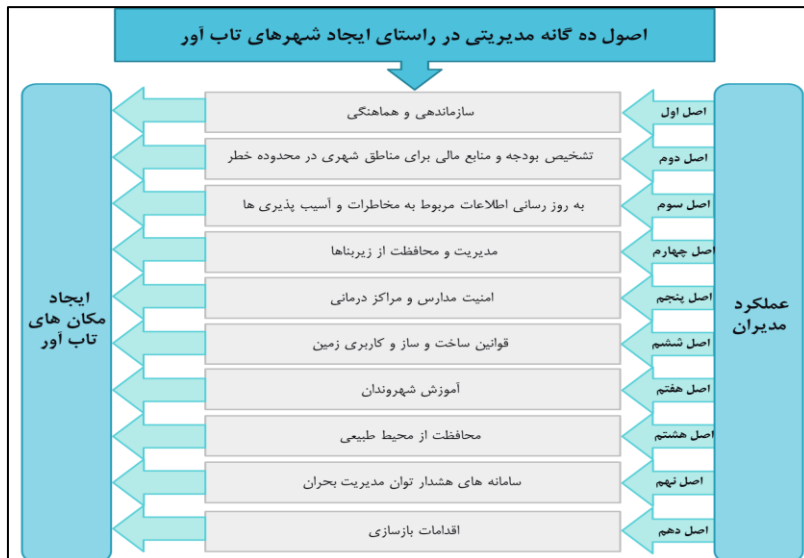 اصول ده گانه مدیریتی در راستای ایجاد شهرهای تاب آور
عملکرد
مدیران
اصل اول
سازماندهی و هماهنگی
اصل دوم
تشخیص بودجه و منابع مالی برای مناطق شهری در محدوده خطر
اصل سوم
به روز رسانی اطلاعات مربوط به مخاطرات و آسیب پذیری ها
اصل چهارم
مدیریت و محافظت از زیربناها
اصل پنجم
امنیت مدارس و مراکز درمانی
اصل ششم
قوانین ساخت و ساز و کاربری زمین
اصل هفتم
آموزش شهروندان
اصل هشتم
محافظت از محیط طبیعی
اصل نهم
سامانه های هشدار توان مدیریت بحران
اصل دهم
اقدامات بازسازی
ایجاد
مکان های
تاب آور